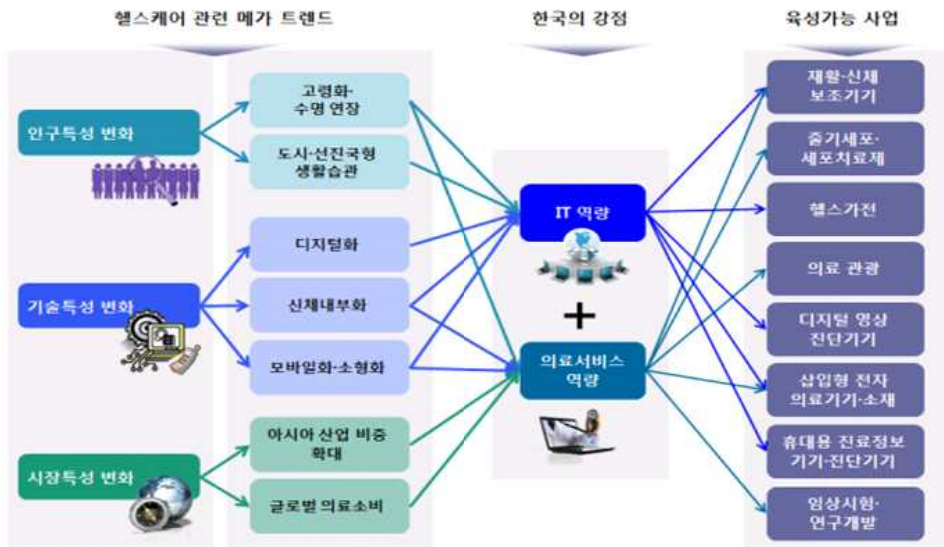 헬스케어 관련 메가 트렌드
한국의 강점
육성가능 사업
인구특성 변화
고령화·
수명 연장
도시·선진국형
생활습관
기술특성 변화
디지털화
신체내부화
모바일화·소형화
시장특성 변화
아시아 산업 비중
확대
글로벌 의료소비
IT 역량
+
의료서비스
역량
재활·신체
보조기기
줄기세포·
세포치료제
헬스가전
의료 관광
디지털 영상
진단기기
삽입형 전자
의료기기·소재
휴대용 진료정보
기기·진단기기
임상시험·
연구개발